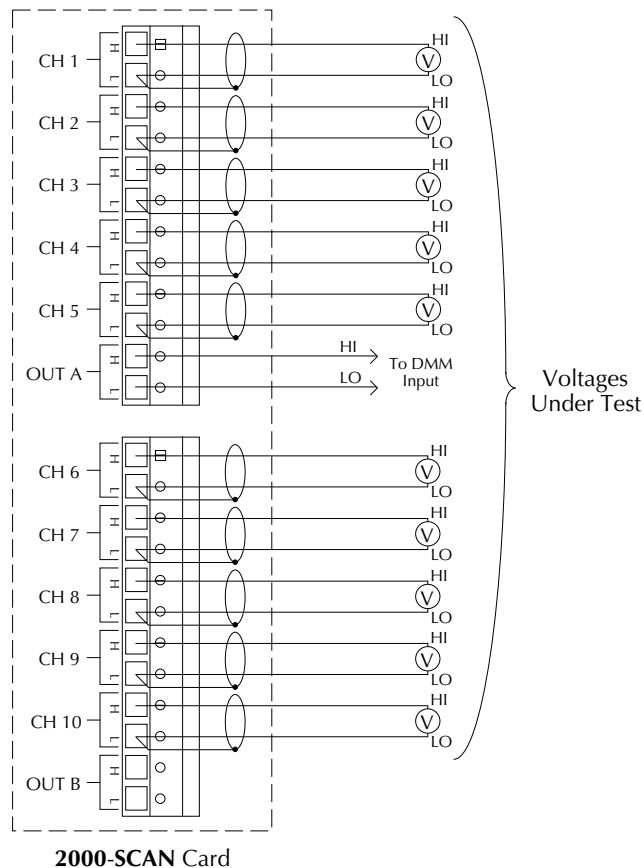 HI
CH 1 H V
L LO
HI
CH 2 H V
L LO
HI
CH 3 H V
L LO
HI
CH 4 H V
L LO
HI
CH 5 H V
L LO
OUT A H HI To DMM
L LO Input
Voltages
Under Test
HI
CH 6 H V
L LO
HI
CH 7 H V
L LO
HI
CH 8 H V
L LO
HI
CH 9 H V
L LO
HI
CH 10 H V
L LO
OUT B H
L
2000-SCAN Card